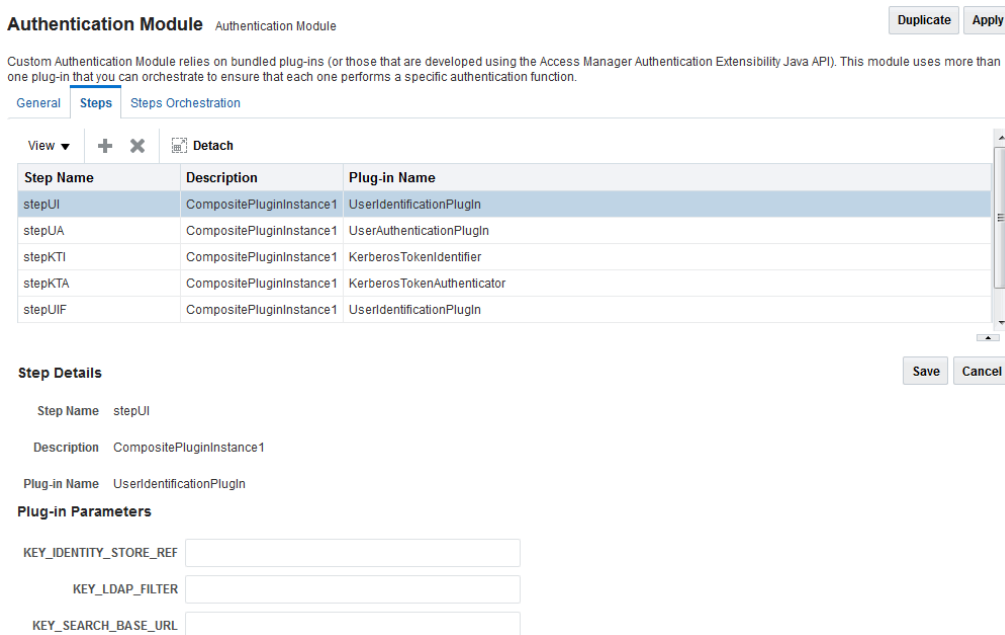 Authentication Module Authentication Module Duplicate Apply
Custom Authentication Module relies on bundled plug-ins (or those that are developed using the Access Manager Authentication Extensibility Java API). This module uses more than
one plug-in that you can orchestrate to ensure that each one performs a specific authentication function.
General Steps Steps Orchestration
View Detach
Step Name Description Plug-in Name
stepUI CompositePluginInstance1 UserIdentificationPlugIn
stepUA CompositePluginInstance1 UserAuthenticationPlugIn
stepKTI CompositePluginInstance1 KerberosTokenIdentifier
stepKTA CompositePluginInstance1 KerberosTokenAuthenticator
stepUIF CompositePluginInstance1 UserIdentificationPlugIn
Step Details Save Cancel
Step Name stepUI
Description CompositePluginInstance1
Plug-in Name UserIdentificationPlugIn
Plug-in Parameters
KEY_IDENTITY_STORE_REF
KEY_LDAP_FILTER
KEY_SEARCH_BASE_URL